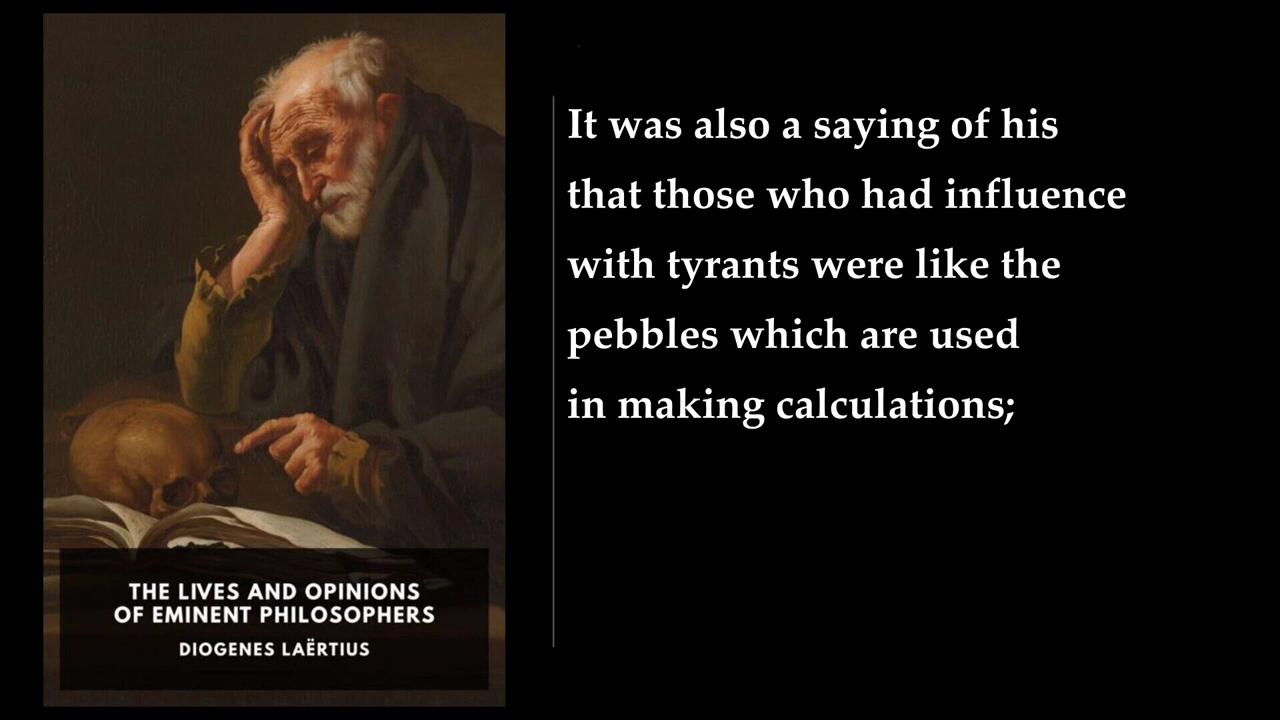 It was also a saying of his
that those who had influence
with tyrants were like the
pebbles which are used
in making calculations;
THE LIVES AND OPINIONS
OF EMINENT PHILOSOPHERS
DIOGENES LAËRTIUS